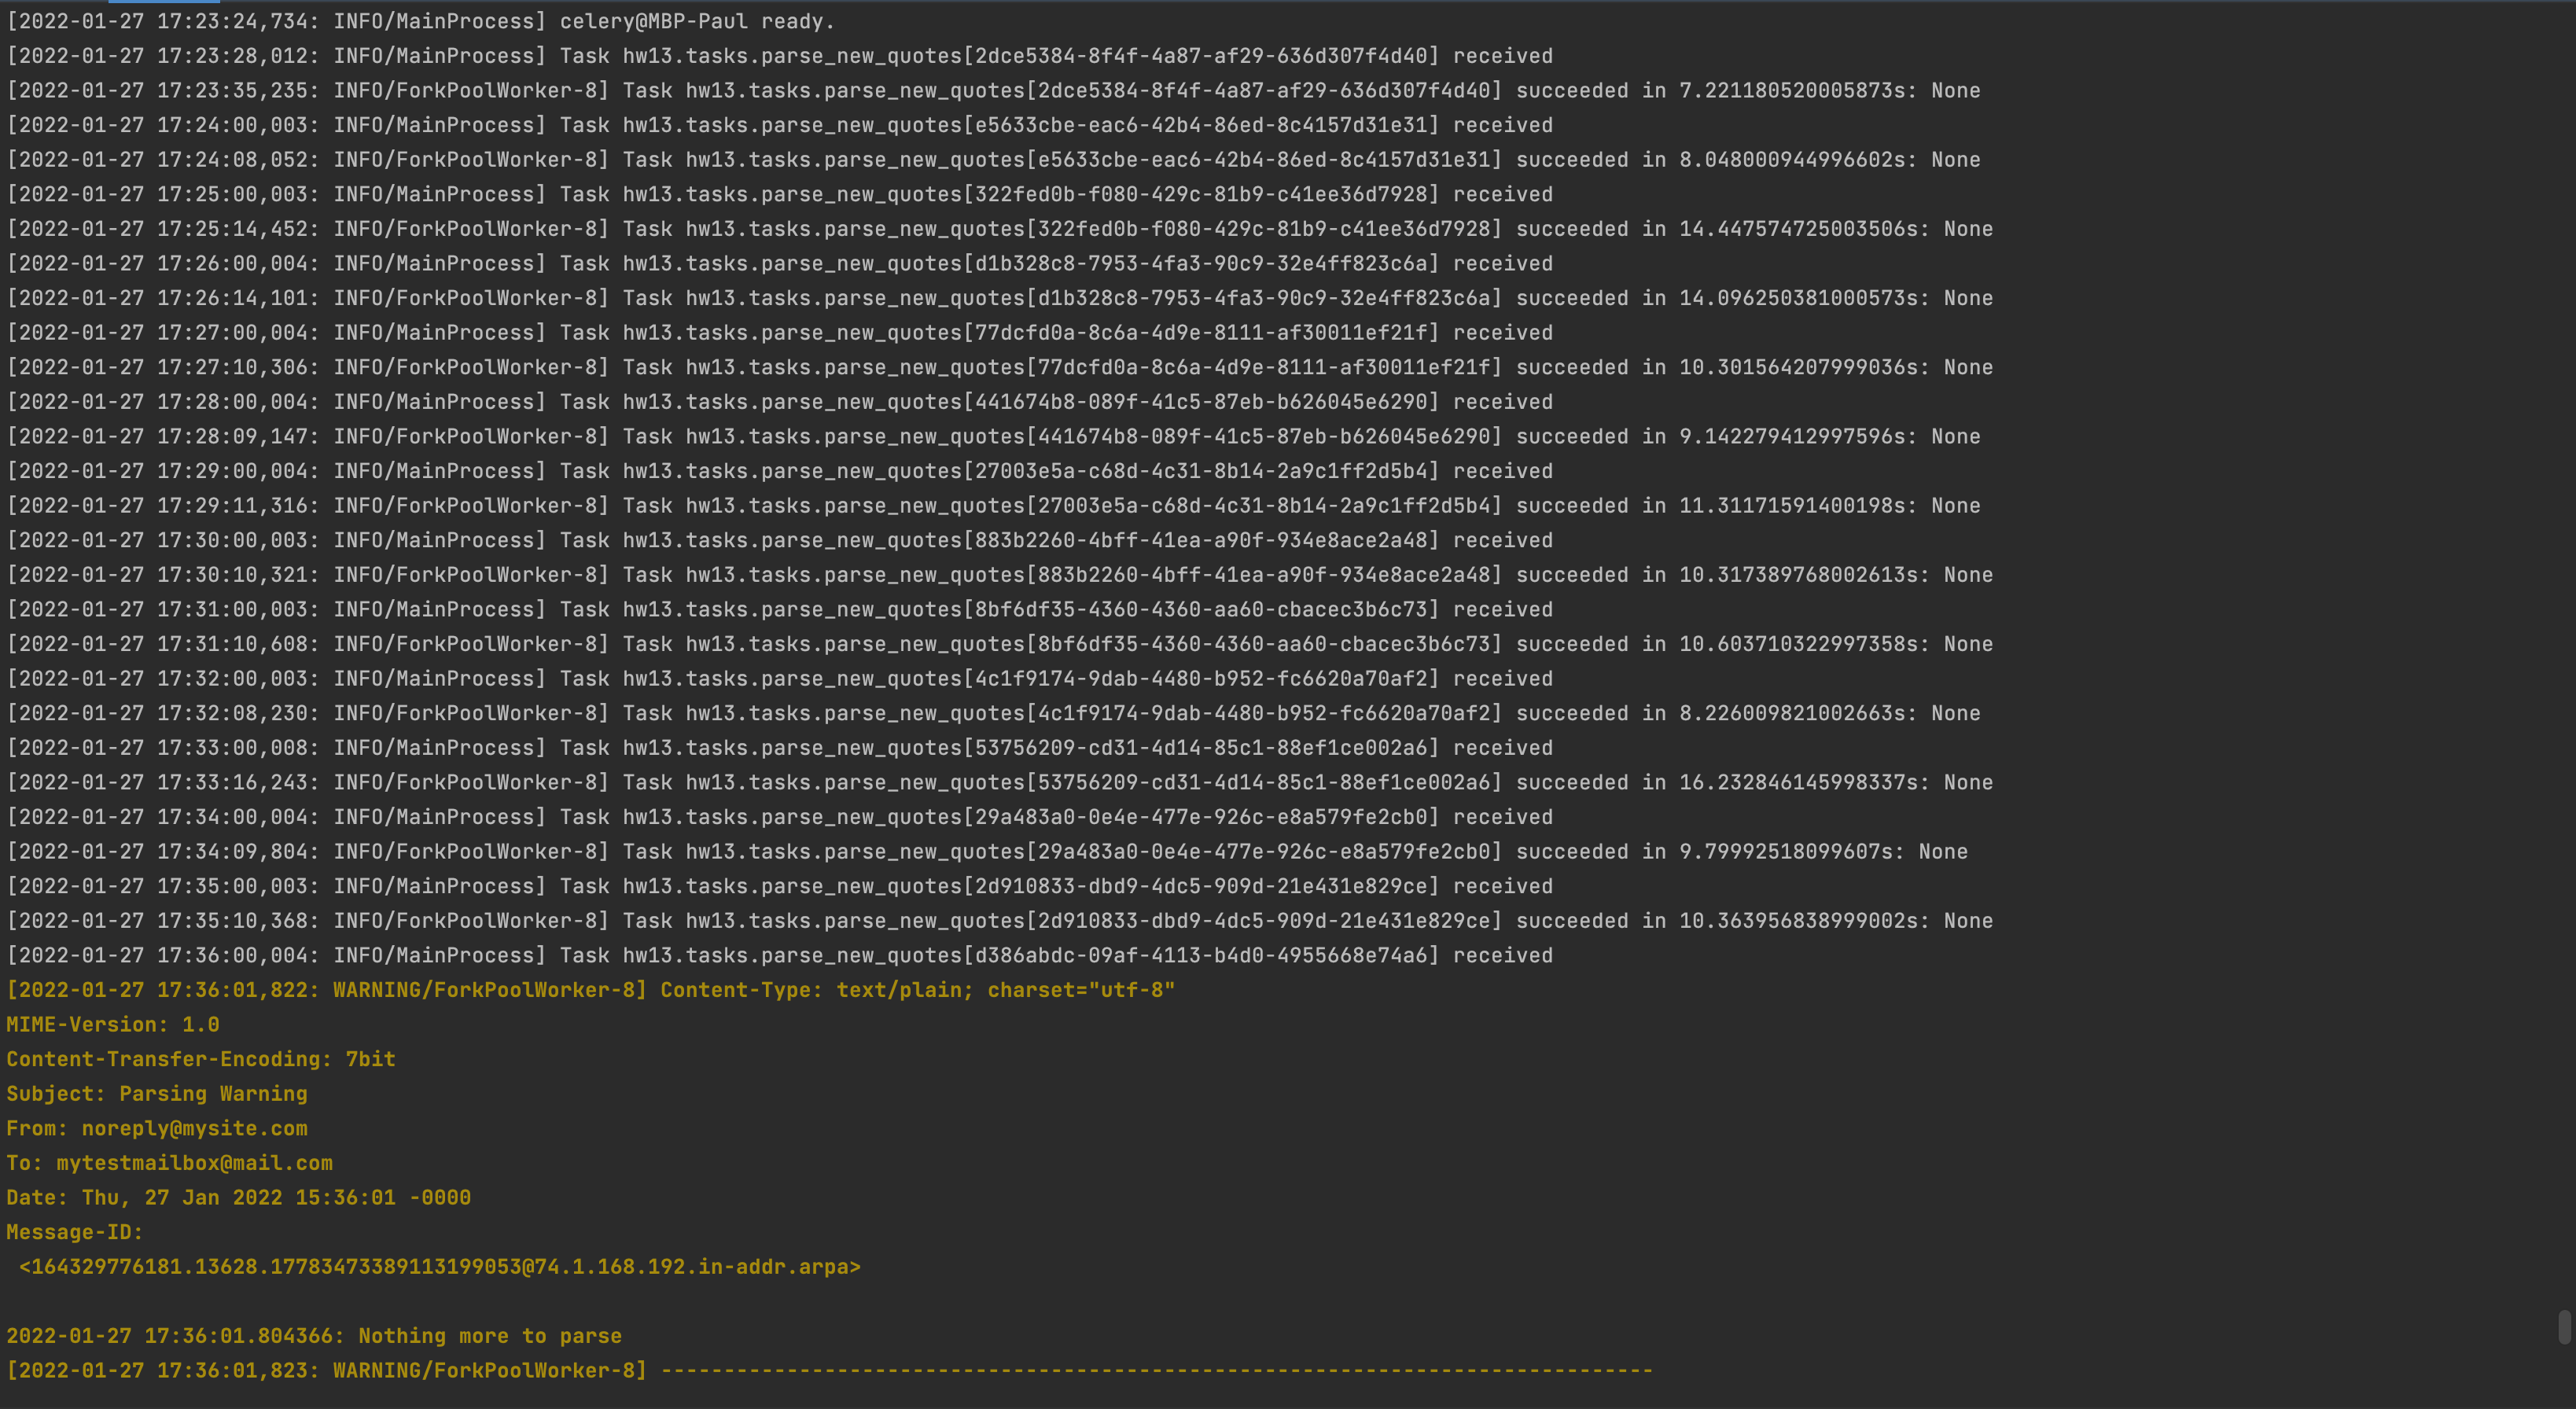 [2022-01-27 17:23:24,734: INFO/MainProcess] celery@MBP-Paul ready.
[2022-01-27 17:23:28,012: INFO/MainProcess] Task hw13.tasks.parse_new_quotes[2dce5384-8f4f-4a87-af29-636d307f4d40] received
[2022-01-27 17:23:35,235: INFO/ForkPoolWorker-8] Task hw13.tasks.parse_new_quotes[2dce5384-8f4f-4a87-af29-636d307f4d40] succeeded in 7.221180520005873s: None
[2022-01-27 17:24:00,003: INFO/MainProcess] Task hw13.tasks.parse_new_quotes[e5633cbe-eac6-42b4-86ed-8c4157d31e31] received
[2022-01-27 17:24:08,052: INFO/ForkPoolWorker-8] Task hw13.tasks.parse_new_quotes[e5633cbe-eac6-42b4-86ed-8c4157d31e31] succeeded in 8.048000944996602s: None
[2022-01-27 17:25:00,003: INFO/MainProcess] Task hw13.tasks.parse_new_quotes[322fed0b-f080-429c-81b9-c41ee36d7928] received
[2022-01-27 17:25:14,452: INFO/ForkPoolWorker-8] Task hw13.tasks.parse_new_quotes[322fed0b-f080-429c-81b9-c41ee36d7928] succeeded in 14.447574725003506s: None
[2022-01-27 17:26:00,004: INFO/MainProcess] Task hw13.tasks.parse_new_quotes[d1b328c8-7953-4fa3-90c9-32e4ff823c6a] received
[2022-01-27 17:26:14,101: INFO/ForkPoolWorker-8] Task hw13.tasks.parse_new_quotes[d1b328c8-7953-4fa3-90c9-32e4ff823c6a] succeeded in 14.096250381000573s: None
[2022-01-27 17:27:00,004: INFO/MainProcess] Task hw13.tasks.parse_new_quotes[77dcfd0a-8c6a-4d9e-8111-af30011ef21f] received
[2022-01-27 17:27:10,306: INFO/ForkPoolWorker-8] Task hw13.tasks.parse_new_quotes[77dcfd0a-8c6a-4d9e-8111-af30011ef21f] succeeded in 10.301564207999036s: None
[2022-01-27 17:28:00,004: INFO/MainProcess] Task hw13.tasks.parse_new_quotes[441674b8-089f-41c5-87eb-b626045e6290] received
[2022-01-27 17:28:09,147: INFO/ForkPoolWorker-8] Task hw13.tasks.parse_new_quotes[441674b8-089f-41c5-87eb-b626045e6290] succeeded in 9.142279412997596s: None
[2022-01-27 17:29:00,004: INFO/MainProcess] Task hw13.tasks.parse_new_quotes[27003e5a-c68d-4c31-8b14-2a9c1ff2d5b4] received
[2022-01-27 17:29:11,316: INFO/ForkPoolWorker-8] Task hw13.tasks.parse_new_quotes[27003e5a-c68d-4c31-8b14-2a9c1ff2d5b4] succeeded in 11.31171591400198s: None
[2022-01-27 17:30:00,003: INFO/MainProcess] Task hw13.tasks.parse_new_quotes[883b2260-4bff-41ea-a90f-934e8ace2a48] received
[2022-01-27 17:30:10,321: INFO/ForkPoolWorker-8] Task hw13.tasks.parse_new_quotes[883b2260-4bff-41ea-a90f-934e8ace2a48] succeeded in 10.317389768002613s: None
[2022-01-27 17:31:00,003: INFO/MainProcess] Task hw13.tasks.parse_new_quotes[8bf6df35-4360-4360-aa60-cbacec3b6c73] received
[2022-01-27 17:31:10,608: INFO/ForkPoolWorker-8] Task hw13.tasks.parse_new_quotes[8bf6df35-4360-4360-aa60-cbacec3b6c73] succeeded in 10.603710322997358s: None
[2022-01-27 17:32:00,003: INFO/MainProcess] Task hw13.tasks.parse_new_quotes[4c1f9174-9dab-4480-b952-fc6620a70af2] received
[2022-01-27 17:32:08,230: INFO/ForkPoolWorker-8] Task hw13.tasks.parse_new_quotes[4c1f9174-9dab-4480-b952-fc6620a70af2] succeeded in 8.226009821002663s: None
[2022-01-27 17:33:00,008: INFO/MainProcess] Task hw13.tasks.parse_new_quotes[53756209-cd31-4d14-85c1-88ef1ce002a6] received
[2022-01-27 17:33:16,243: INFO/ForkPoolWorker-8] Task hw13.tasks.parse_new_quotes[53756209-cd31-4d14-85c1-88ef1ce002a6] succeeded in 16.232846145998337s: None
[2022-01-27 17:34:00,004: INFO/MainProcess] Task hw13.tasks.parse_new_quotes[29a483a0-0e4e-477e-926c-e8a579fe2cb0] received
[2022-01-27 17:34:09,804: INFO/ForkPoolWorker-8] Task hw13.tasks.parse_new_quotes[29a483a0-0e4e-477e-926c-e8a579fe2cb0] succeeded in 9.79992518099607s: None
[2022-01-27 17:35:00,003: INFO/MainProcess] Task hw13.tasks.parse_new_quotes[2d910833-dbd9-4dc5-909d-21e431e829ce] received
[2022-01-27 17:35:10,368: INFO/ForkPoolWorker-8] Task hw13.tasks.parse_new_quotes[2d910833-dbd9-4dc5-909d-21e431e829ce] succeeded in 10.363956838999002s: None
[2022-01-27 17:36:00,004: INFO/MainProcess] Task hw13.tasks.parse_new_quotes[d386abdc-09af-4113-b4d0-4955668e74a6] received
[2022-01-27 17:36:01,822: WARNING/ForkPoolWorker-8] Content-Type: text/plain; charset="utf-8"
MIME-Version: 1.0
Content-Transfer-Encoding: 7bit
Subject: Parsing Warning
From: noreply@mysite.com
To: mytestmailbox@mail.com
Date: Thu, 27 Jan 2022 15:36:01 -0000
Message-ID:
 <164329776181.13628.17783473389113199053@74.1.168.192.in-addr.arpa>
2022-01-27 17:36:01.804366: Nothing more to parse
[2022-01-27 17:36:01,823: WARNING/ForkPoolWorker-8] -------------------------------------------------------------------------------